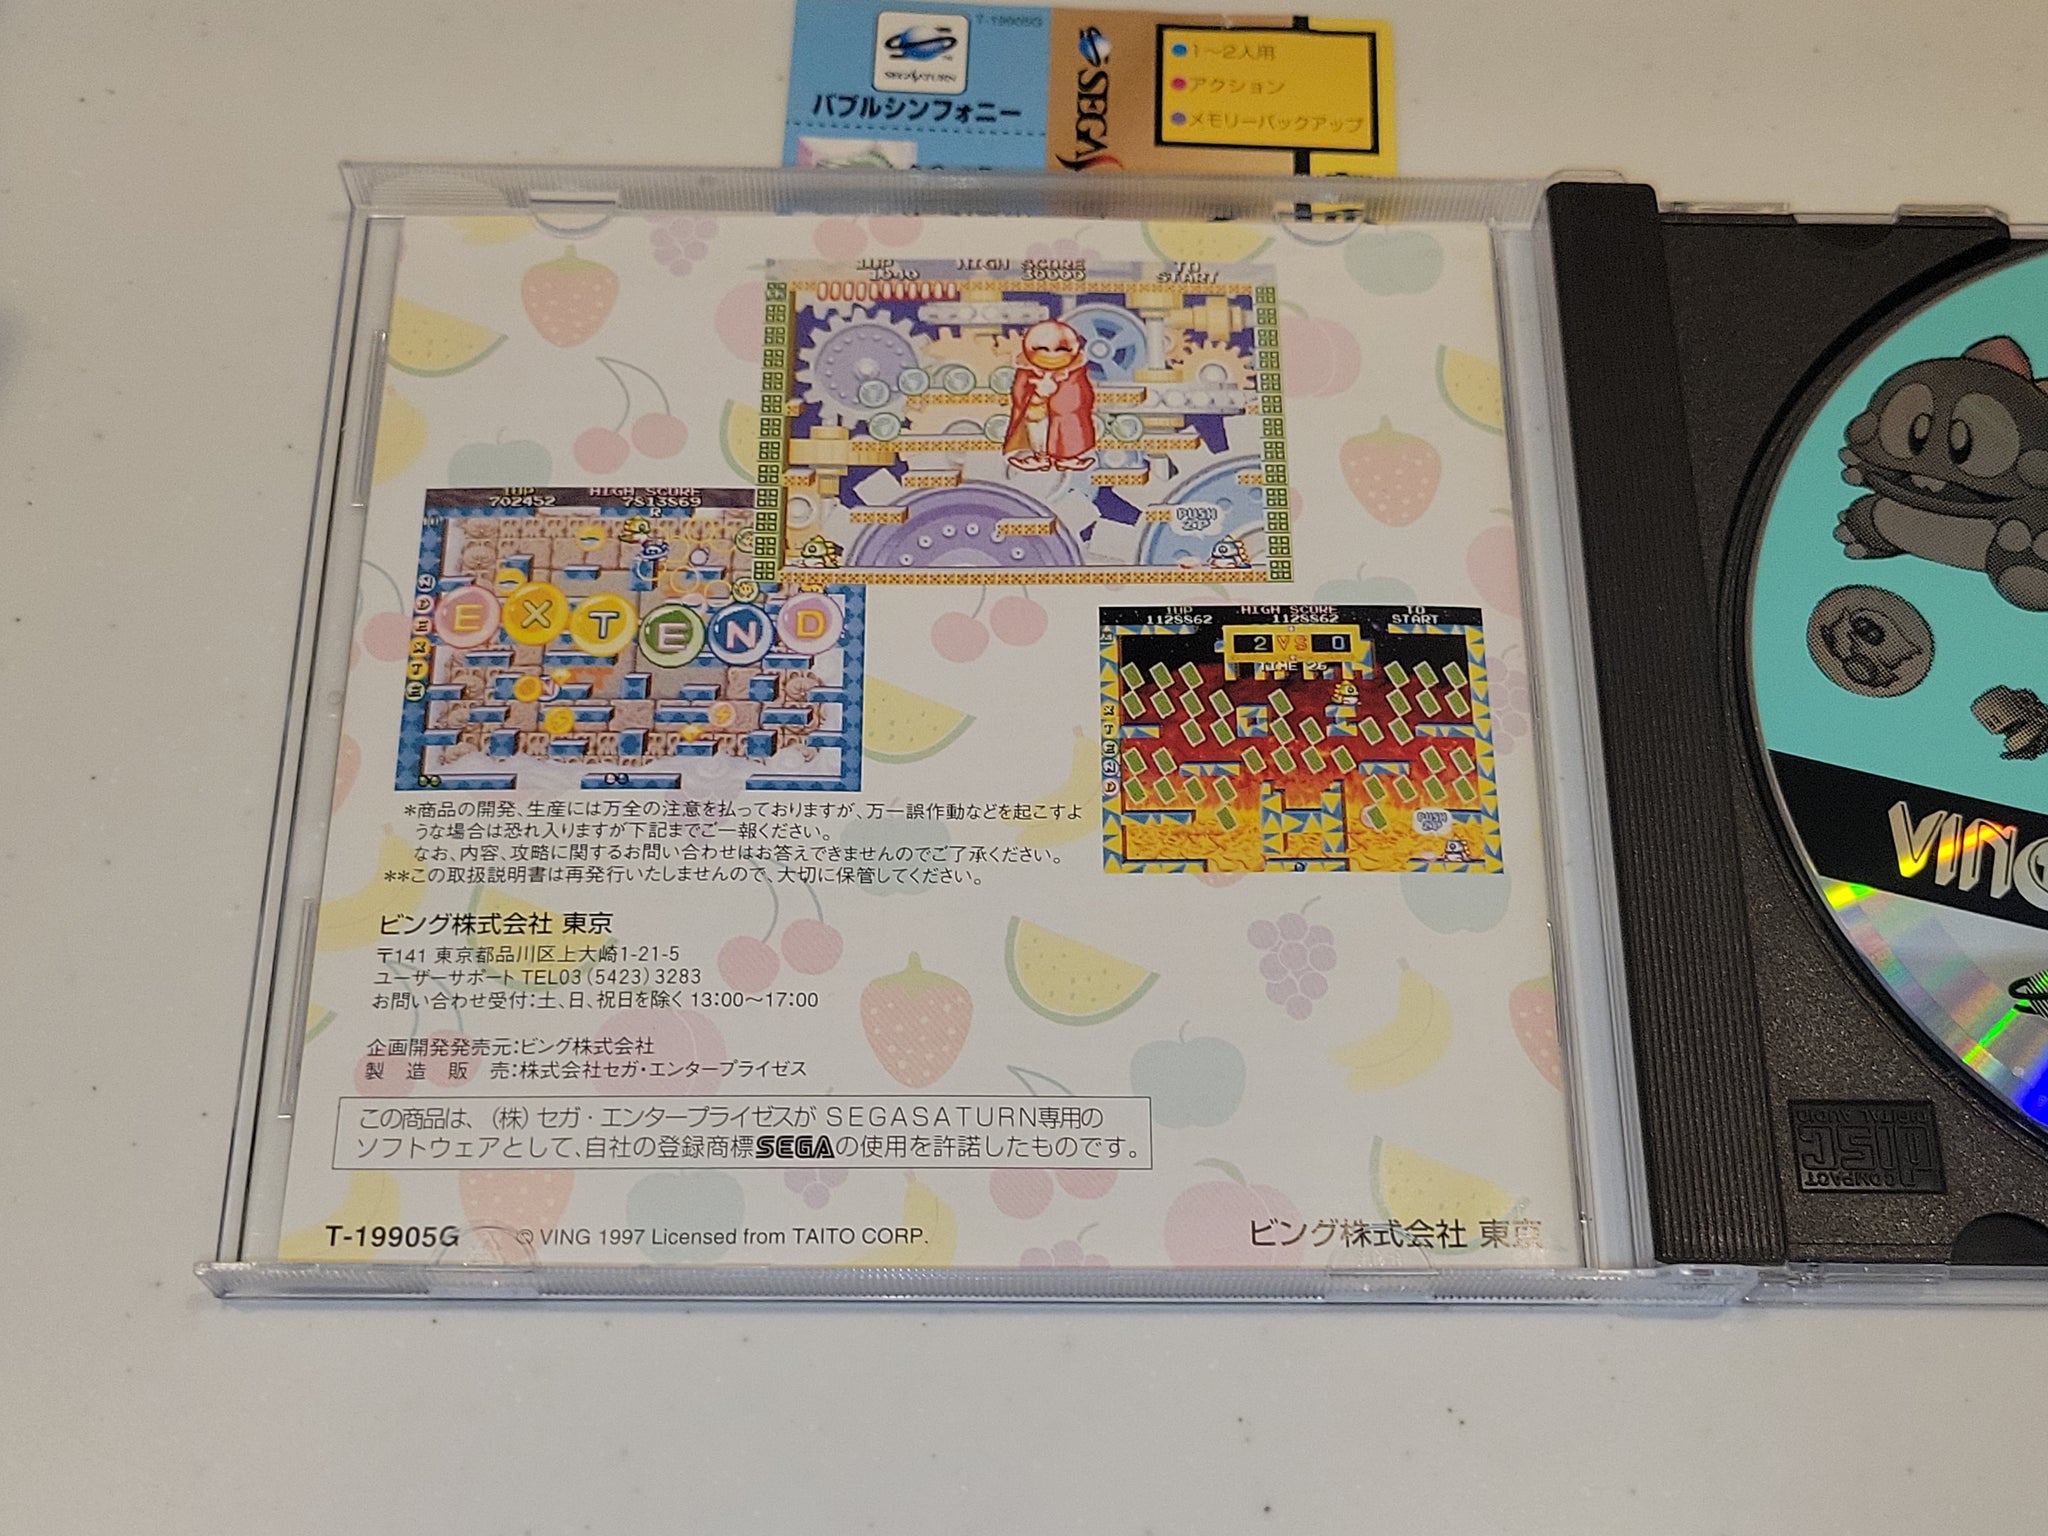 T-19905G
SEGA SATURN
バブルシンフォニー
SEGA
1〜2人用
アクション
メモリーバックアップ
1UP HIGH SCORE TO
1040 30000 START
PUSH
1UP HIGH SCORE
702452 7813869
R
EXTEND
1UP HIGH SCORE TO
1128862 1128862 START
2 VS 0
TIME 26
PUSH
*商品の開発、生産には万全の注意を払っておりますが、万一誤作動などを起こすよ
うな場合は恐れ入りますが下記までご一報ください。
なお、内容、攻略に関するお問い合わせはお答えできませんのでご了承ください。
**この取扱説明書は再発行いたしませんので、大切に保管してください。
ビング株式会社 東京
〒141 東京都品川区上大崎1-21-5
ユーザーサポート TEL03(5423)3283
お問い合わせ受付:土、日、祝日を除く 13:00〜17:00
企画開発発売元:ビング株式会社
製 造 販 売:株式会社セガ・エンタープライゼス
この商品は、(株)セガ・エンタープライゼスが SEGASATURN専用の
ソフトウェアとして、自社の登録商標SEGAの使用を許諾したものです。
T-19905G © VING 1997 Licensed from TAITO CORP. ビング株式会社 東京
VING
COMPACT
disc
DIGITAL AUDIO